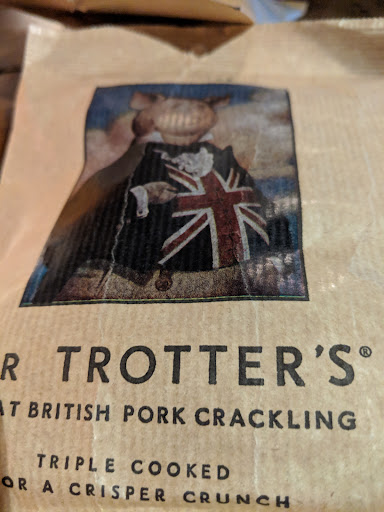 R TROTTER'S®
AT BRITISH PORK CRACKLING
TRIPLE COOKED
OR A CRISPER CRUNCH